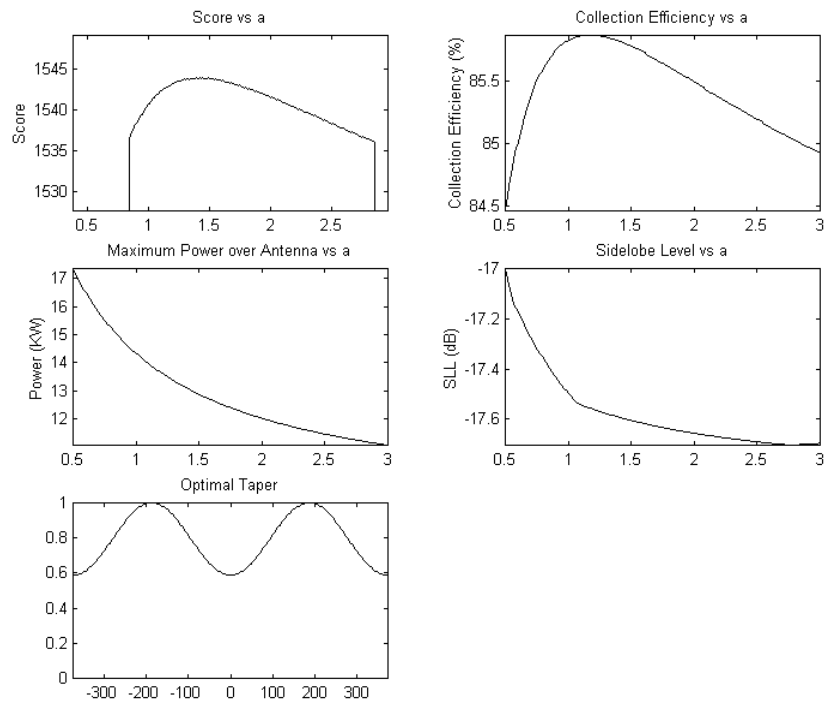 Score vs a
Score
1545
1540
1535
1530
0.5 1 1.5 2 2.5
Collection Efficiency vs a
Collection Efficiency (%)
85.5
85
84.5
0.5 1 1.5 2 2.5 3
Maximum Power over Antenna vs a
Power (KW)
17
16
15
14
13
12
0.5 1 1.5 2 2.5 3
Sidelobe Level vs a
SLL (dB)
-17
-17.2
-17.4
-17.6
0.5 1 1.5 2 2.5 3
Optimal Taper
1
0.8
0.6
0.4
0.2
0
-300 -200 -100 0 100 200 300